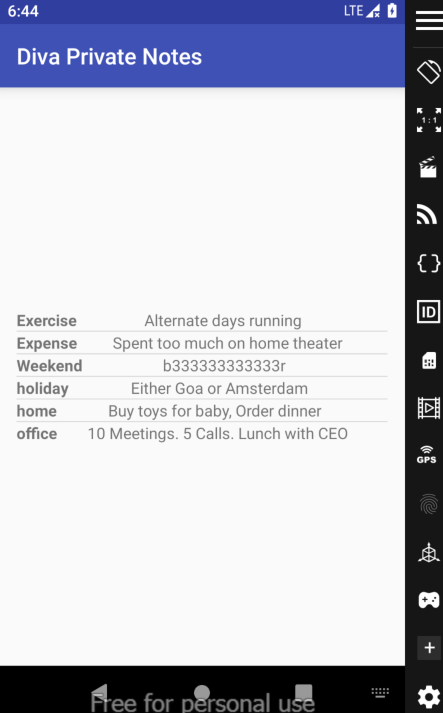 6:44 LTE
Diva Private Notes
1:1
ID
Exercise Alternate days running
Expense Spent too much on home theater
Weekend b333333333333r
holiday Either Goa or Amsterdam
home Buy toys for baby, Order dinner
office 10 Meetings. 5 Calls. Lunch with CEO
GPS
Free for personal use